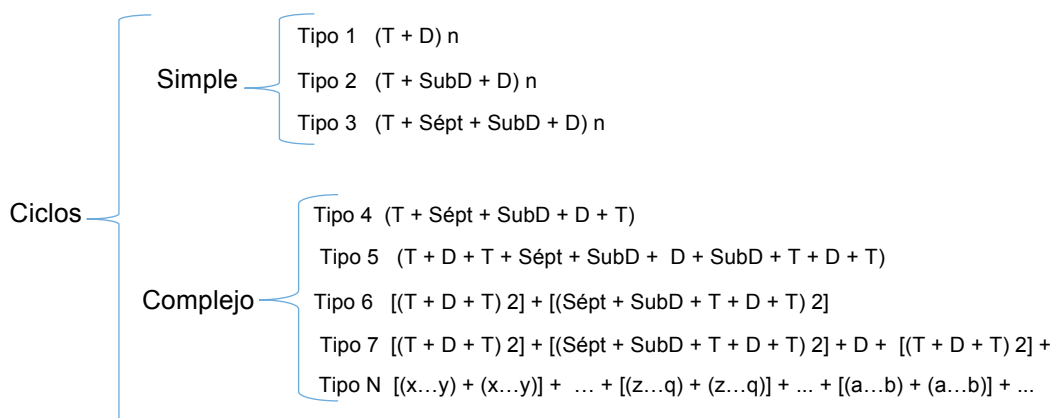 Tipo 1 (T + D) n
Simple
Tipo 2 (T + SubD + D) n
Tipo 3 (T + Sépt + SubD + D) n
Ciclos
Tipo 4 (T + Sépt + SubD + D + T)
Tipo 5 (T + D + T + Sépt + SubD + D + SubD + T + D + T)
Complejo
Tipo 6 [(T + D + T) 2] + [(Sépt + SubD + T + D + T) 2]
Tipo 7 [(T + D + T) 2] + [(Sépt + SubD + T + D + T) 2] + D + [(T + D + T) 2] +
Tipo N [(x…y) + (x…y)] + … + [(z…q) + (z…q)] + ... + [(a…b) + (a…b)] + ...